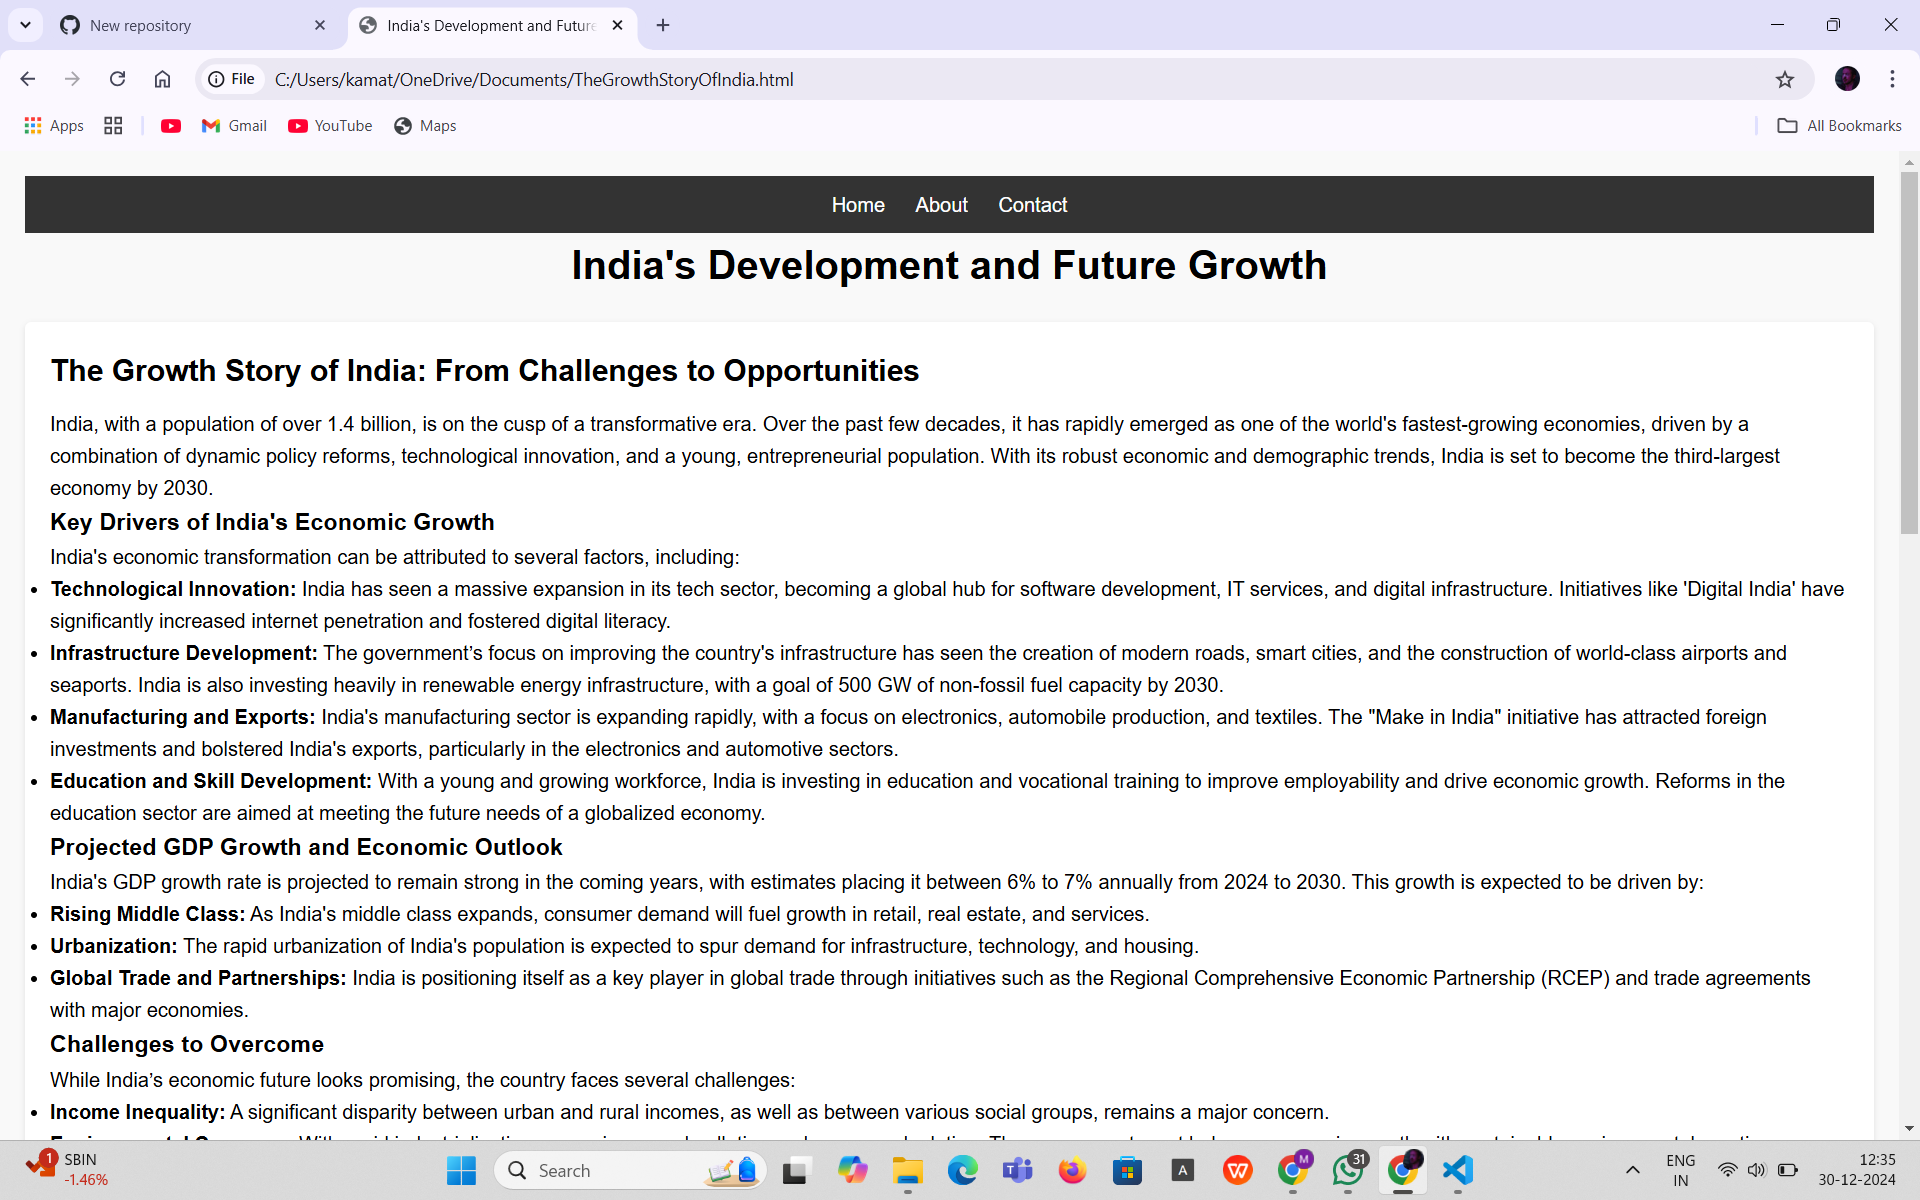 New repository
India's Development and Future
File
C:/Users/kamat/OneDrive/Documents/TheGrowthStoryOfIndia.html
Apps
Gmail
YouTube
Maps
All Bookmarks
Home About Contact
India's Development and Future Growth
The Growth Story of India: From Challenges to Opportunities
India, with a population of over 1.4 billion, is on the cusp of a transformative era. Over the past few decades, it has rapidly emerged as one of the world's fastest-growing economies, driven by a
combination of dynamic policy reforms, technological innovation, and a young, entrepreneurial population. With its robust economic and demographic trends, India is set to become the third-largest
economy by 2030.
Key Drivers of India's Economic Growth
India's economic transformation can be attributed to several factors, including:
• Technological Innovation: India has seen a massive expansion in its tech sector, becoming a global hub for software development, IT services, and digital infrastructure. Initiatives like 'Digital India' have
significantly increased internet penetration and fostered digital literacy.
• Infrastructure Development: The government’s focus on improving the country's infrastructure has seen the creation of modern roads, smart cities, and the construction of world-class airports and
seaports. India is also investing heavily in renewable energy infrastructure, with a goal of 500 GW of non-fossil fuel capacity by 2030.
• Manufacturing and Exports: India's manufacturing sector is expanding rapidly, with a focus on electronics, automobile production, and textiles. The "Make in India" initiative has attracted foreign
investments and bolstered India's exports, particularly in the electronics and automotive sectors.
• Education and Skill Development: With a young and growing workforce, India is investing in education and vocational training to improve employability and drive economic growth. Reforms in the
education sector are aimed at meeting the future needs of a globalized economy.
Projected GDP Growth and Economic Outlook
India's GDP growth rate is projected to remain strong in the coming years, with estimates placing it between 6% to 7% annually from 2024 to 2030. This growth is expected to be driven by:
• Rising Middle Class: As India's middle class expands, consumer demand will fuel growth in retail, real estate, and services.
• Urbanization: The rapid urbanization of India's population is expected to spur demand for infrastructure, technology, and housing.
• Global Trade and Partnerships: India is positioning itself as a key player in global trade through initiatives such as the Regional Comprehensive Economic Partnership (RCEP) and trade agreements
with major economies.
Challenges to Overcome
While India’s economic future looks promising, the country faces several challenges:
• Income Inequality: A significant disparity between urban and rural incomes, as well as between various social groups, remains a major concern.
1
SBIN
-1.46%
Search
A
M
31
ENG
IN
12:35
30-12-2024